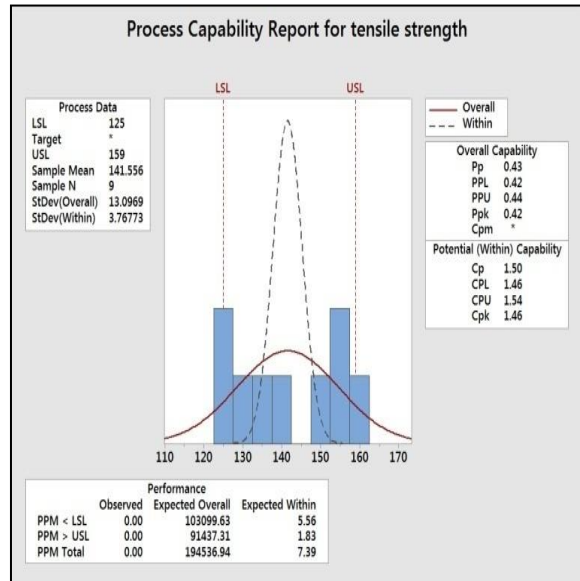 Process Capability Report for tensile strength
LSL USL
Process Data
LSL 125
Target *
USL 159
Sample Mean 141.556
Sample N 9
StDev(Overall) 13.0969
StDev(Within) 3.76773
Overall
Within
Overall Capability
Pp 0.43
PPL 0.42
PPU 0.44
Ppk 0.42
Cpm *
Potential (Within) Capability
Cp 1.50
CPL 1.46
CPU 1.54
Cpk 1.46
110 120 130 140 150 160 170
Performance
Observed Expected Overall Expected Within
PPM < LSL 0.00 103099.63 5.56
PPM > USL 0.00 91437.31 1.83
PPM Total 0.00 194536.94 7.39